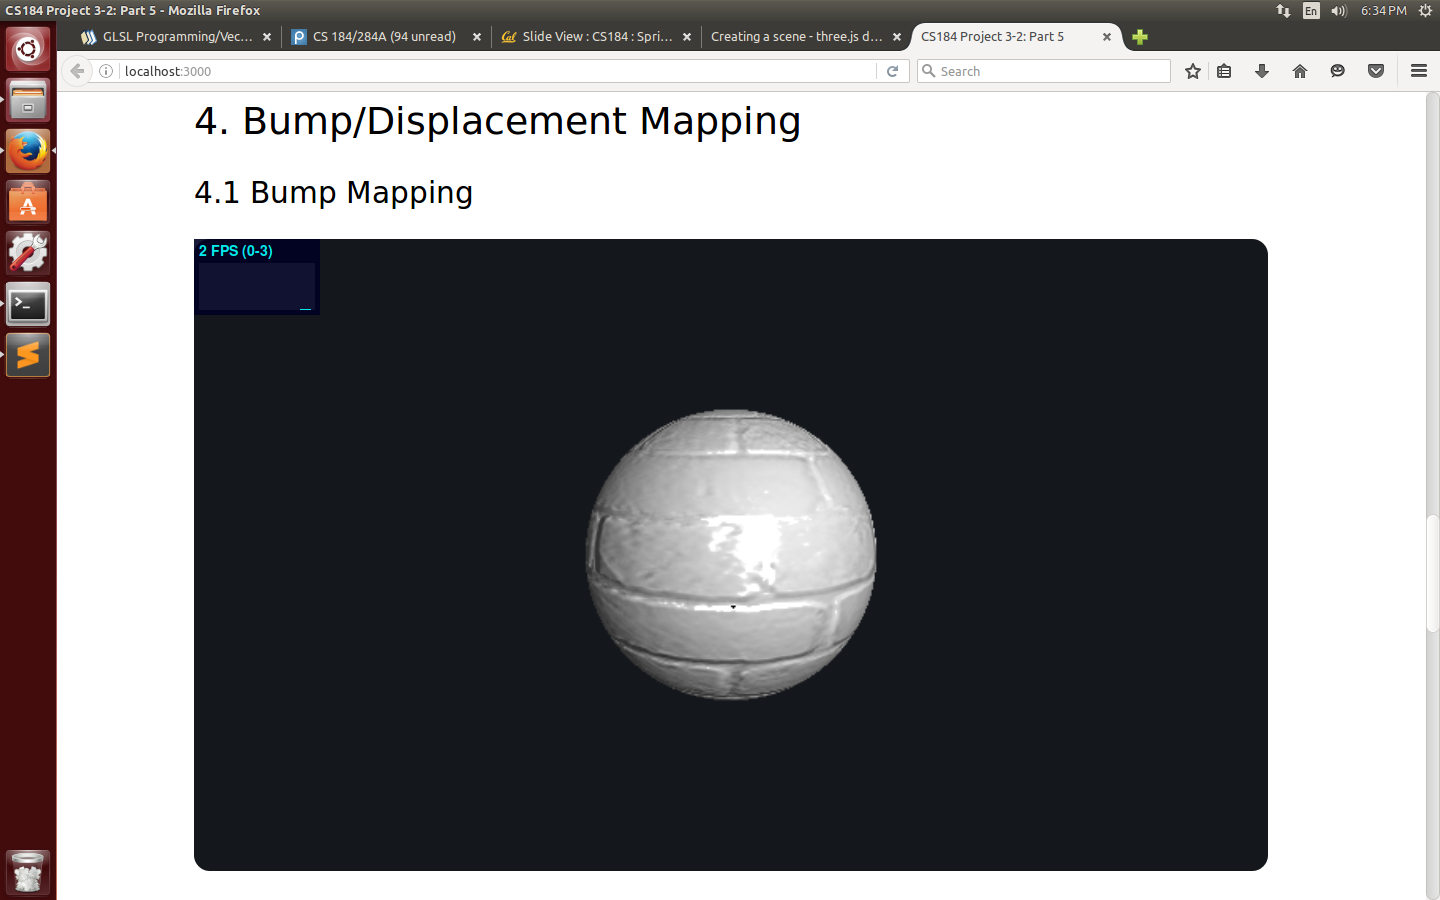 CS184 Project 3-2: Part 5 - Mozilla Firefox
En
6:34 PM
GLSL Programming/Vec...
CS 184/284A (94 unread)
Cal
Slide View : CS184 : Spri...
Creating a scene - three.js d...
CS184 Project 3-2: Part 5
localhost:3000
Search
4. Bump/Displacement Mapping
4.1 Bump Mapping
2 FPS (0-3)